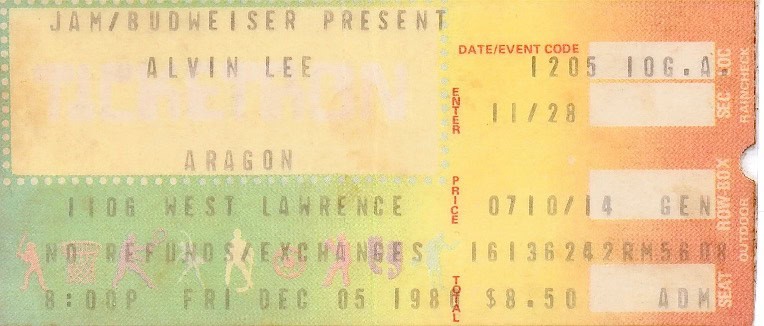 JAM/BUDWEISER PRESENT
ALVIN LEE
TICKETRON
ARAGON
1106 WEST LAWRENCE
NO REFUNDS/EXCHANGES
8:00P FRI DEC 05 198
DATE/EVENT CODE
1205 10G.A.
ENTER
11/28
PRICE
0710/14 GEN
16136242RM5608
TOTAL
$8.50 ADM
SEC LOC
ROW-BOX
SEAT
RAINCHECK
OUTDOOR